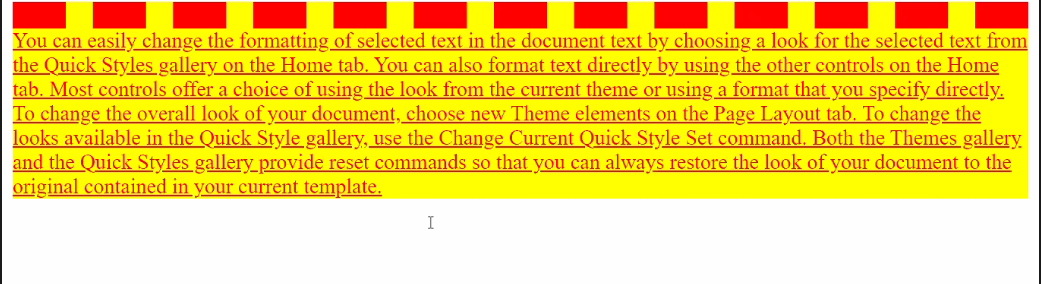 You can easily change the formatting of selected text in the document text by choosing a look for the selected text from
the Quick Styles gallery on the Home tab. You can also format text directly by using the other controls on the Home
tab. Most controls offer a choice of using the look from the current theme or using a format that you specify directly.
To change the overall look of your document, choose new Theme elements on the Page Layout tab. To change the
looks available in the Quick Style gallery, use the Change Current Quick Style Set command. Both the Themes gallery
and the Quick Styles gallery provide reset commands so that you can always restore the look of your document to the
original contained in your current template.